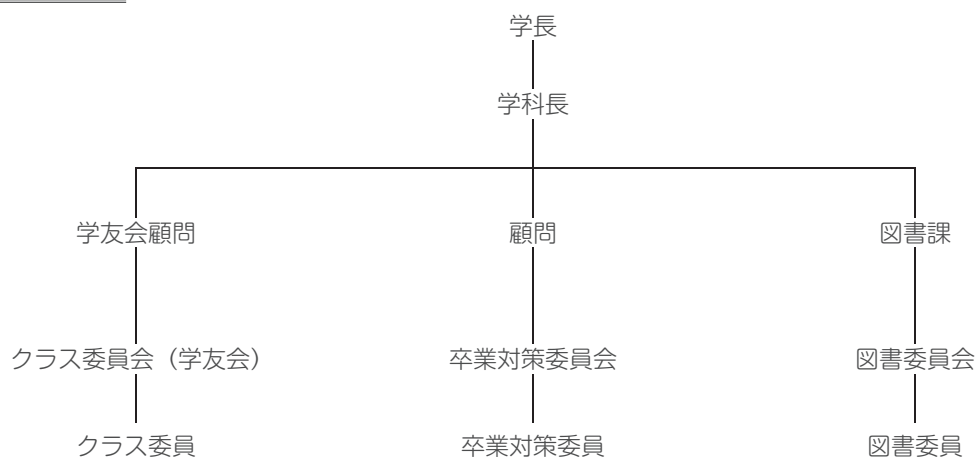 学長
学科長
学友会顧問 顧問 図書課
クラス委員会（学友会） 卒業対策委員会 図書委員会
クラス委員 卒業対策委員 図書委員